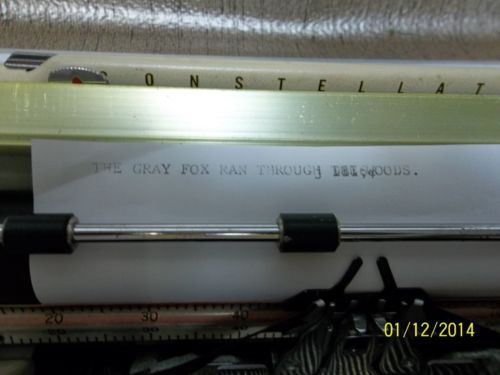 CONSTELLAT
THE GRAY FOX RAN THROUGH WOODS.
20 30 40
01/12/2014